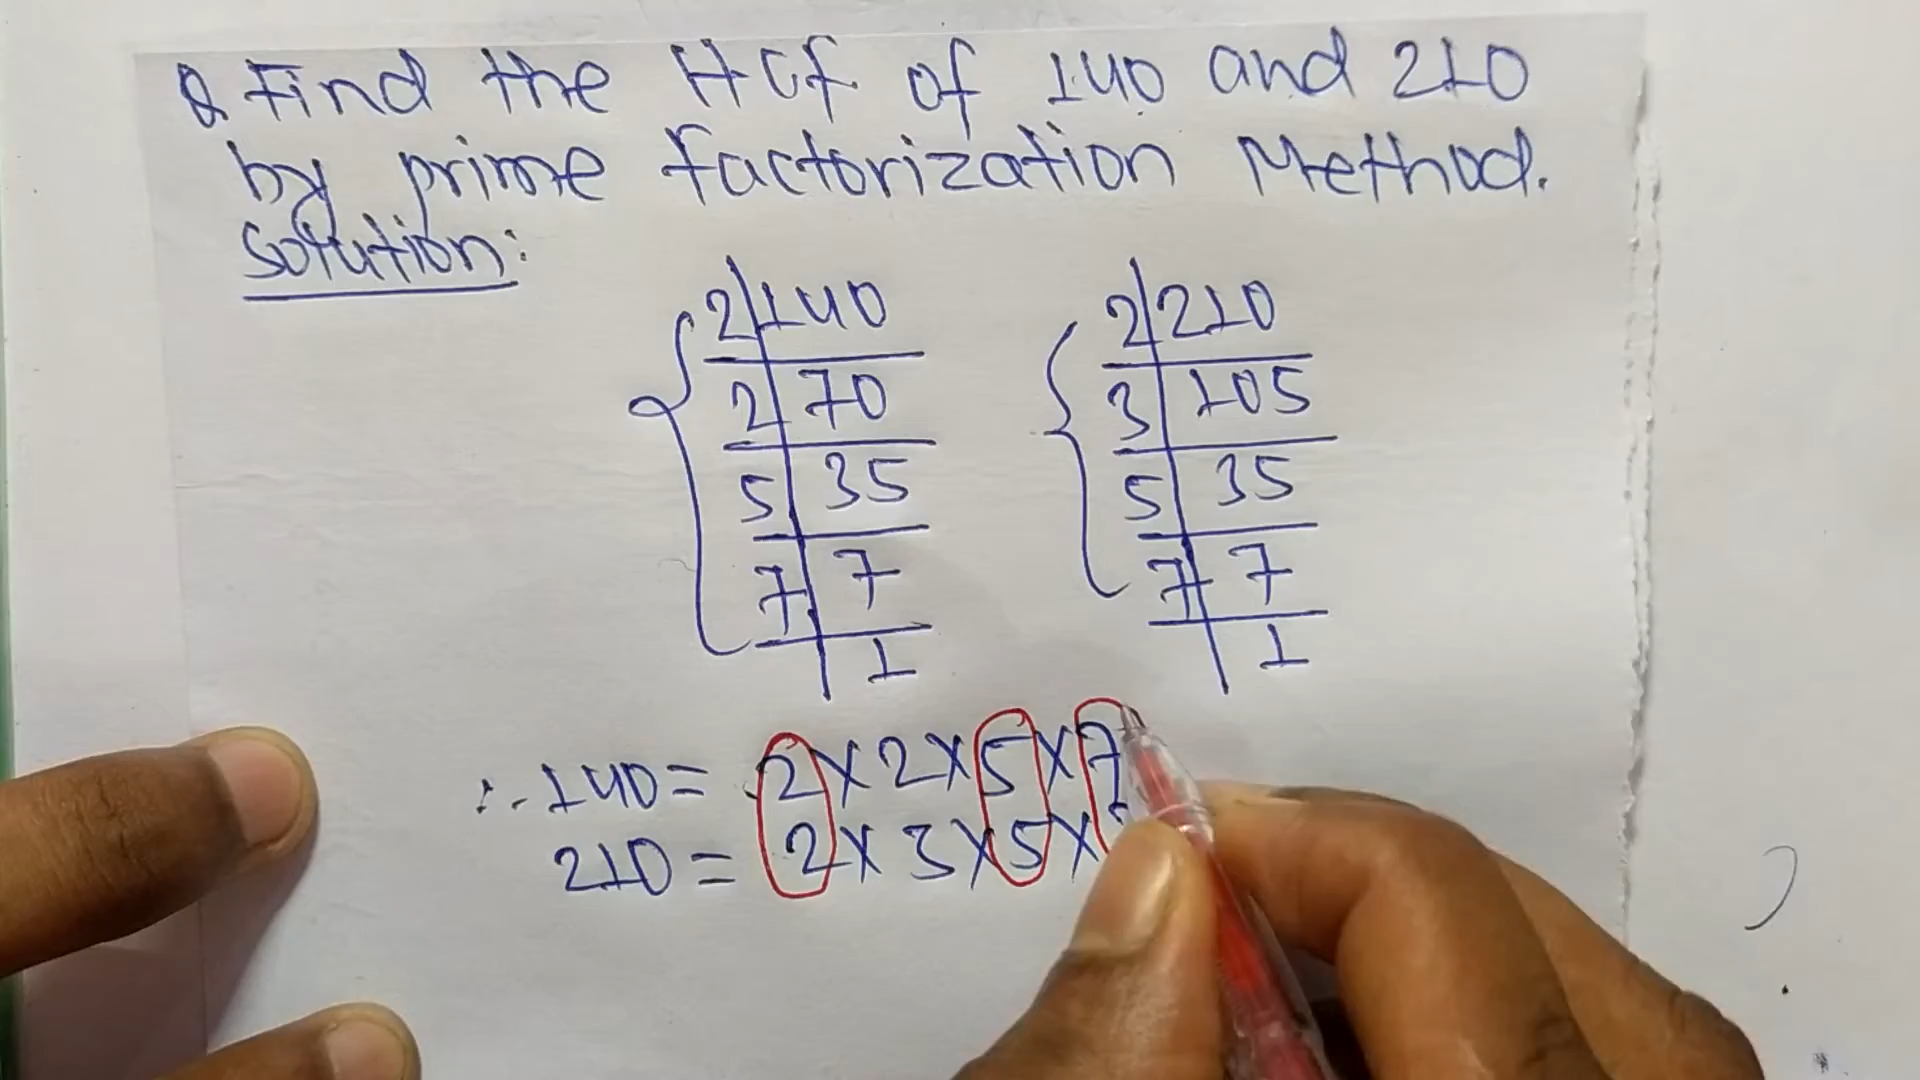 Q Find the HCF of 140 and 210
by prime factorization Method.
Solution:
2 140
2 70
5 35
7 7
1
2 210
3 105
5 35
7 7
1
∴ 140 = 2 × 2 × 5 × 7
210 = 2 × 3 × 5 ×